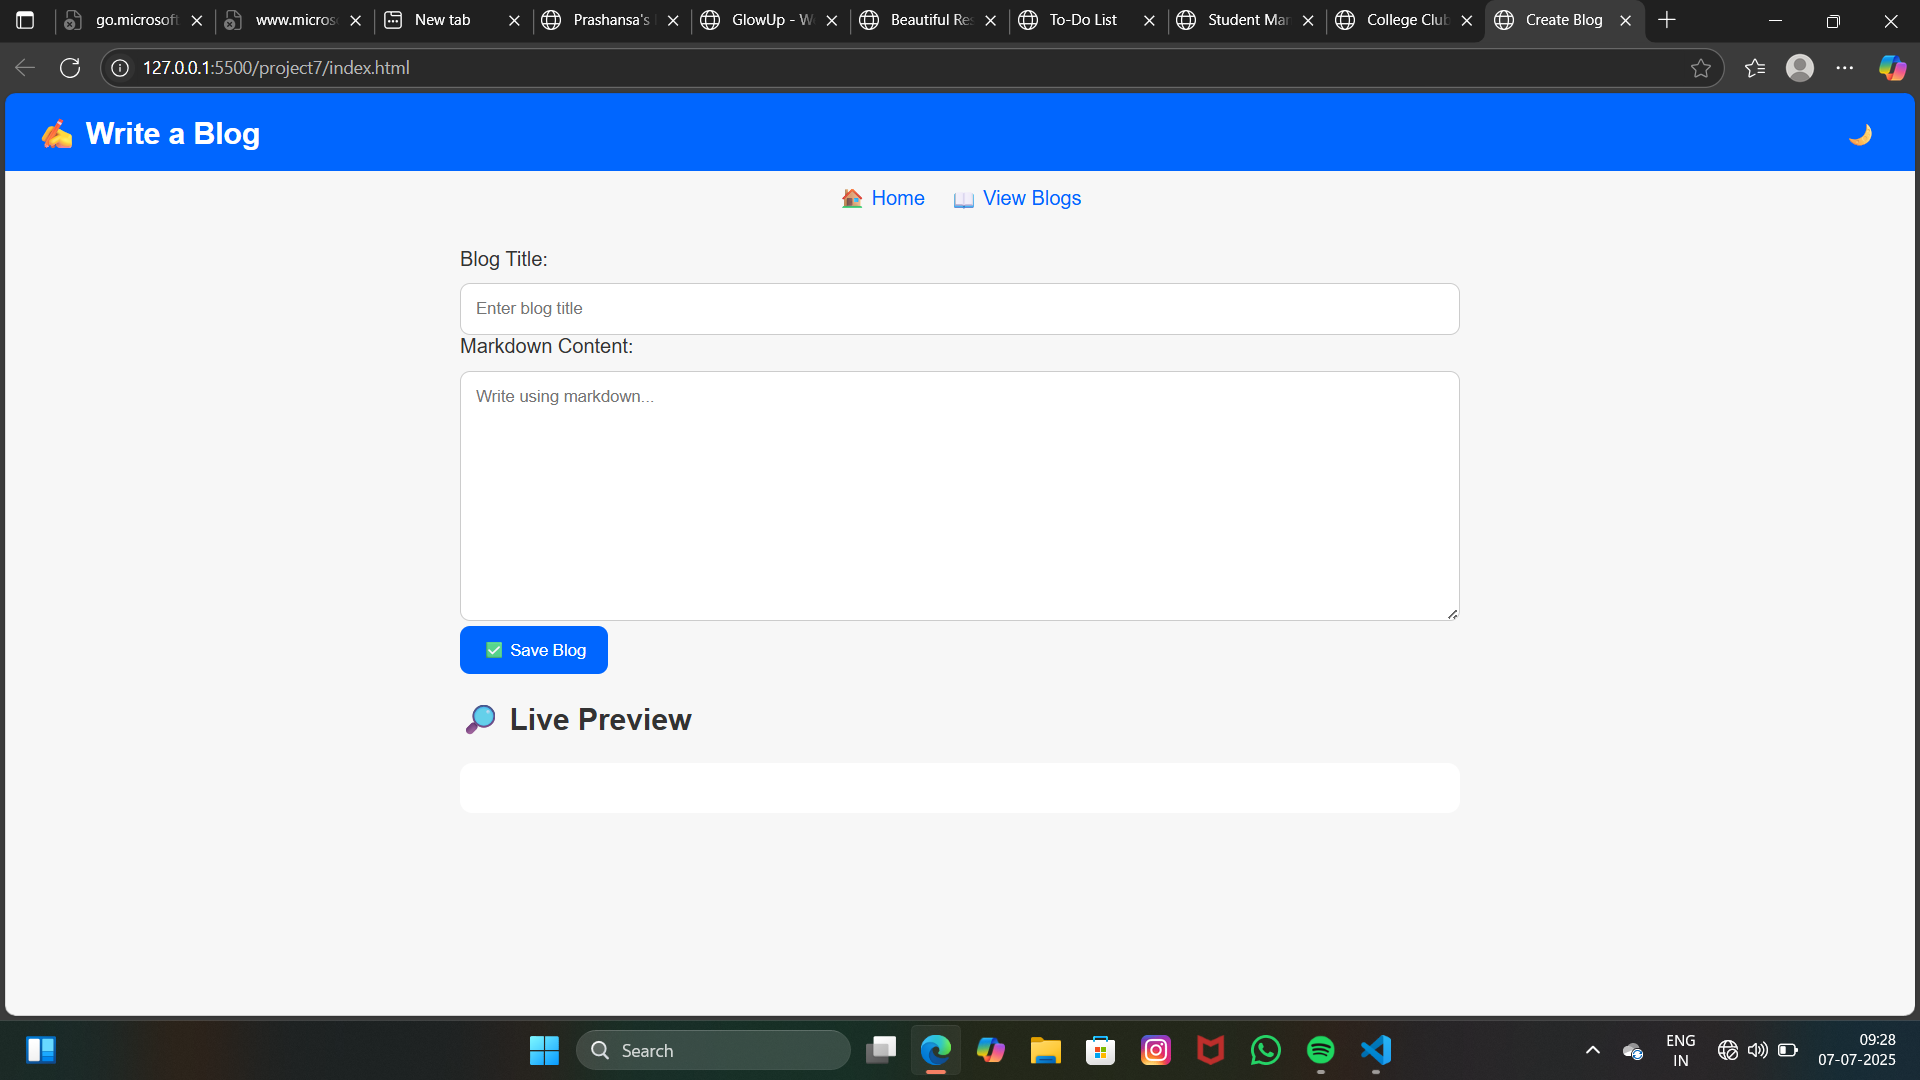 go.microsoft
www.micros
New tab
Prashansa's
GlowUp - W
Beautiful Res
To-Do List
Student Man
College Club
Create Blog
127.0.0.1:5500/project7/index.html
✍️ Write a Blog
🏠 Home 📖 View Blogs
Blog Title:
Enter blog title
Markdown Content:
Write using markdown...
✅ Save Blog
🔎 Live Preview
Search
ENG
IN
09:28
07-07-2025